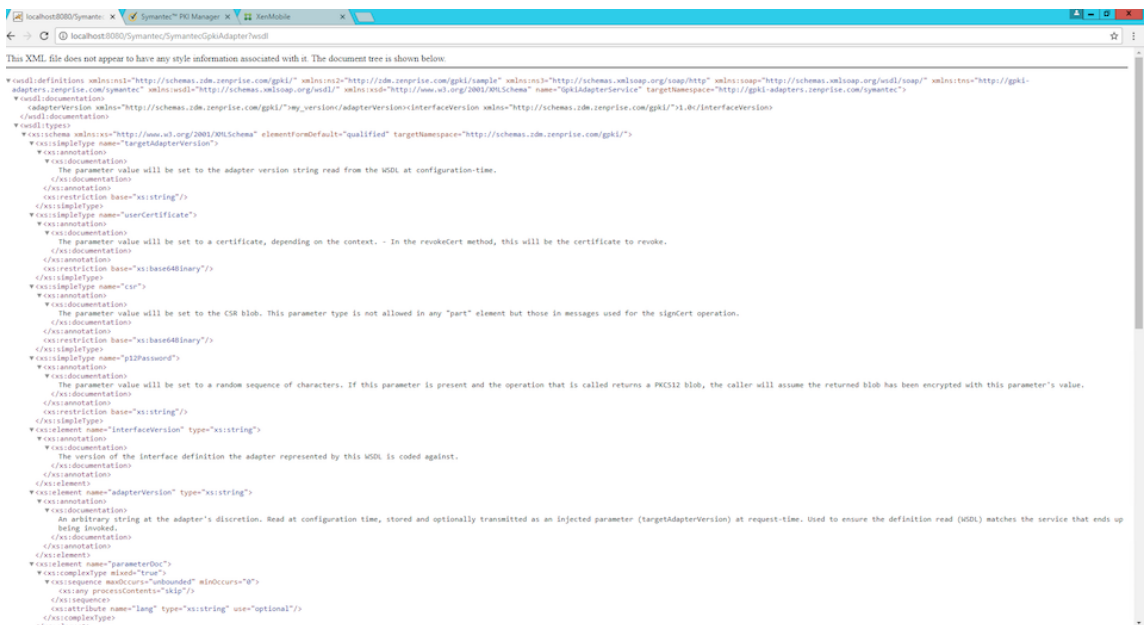 localhost:8080/Symante: x Symantec™ PKI Manager x XenMobile x
localhost:8080/Symantec/SymantecGpkiAdapter?wsdl
This XML file does not appear to have any style information associated with it. The document tree is shown below.
▼<wsdl:definitions xmlns:ns1="http://schemas.zdm.zenprise.com/gpki/" xmlns:ns2="http://zdm.zenprise.com/gpki/sample" xmlns:ns3="http://schemas.xmlsoap.org/soap/http" xmlns:soap="http://schemas.xmlsoap.org/wsdl/soap/" xmlns:tns="http://gpki-
adapters.zenprise.com/symantec" xmlns:wsdl="http://schemas.xmlsoap.org/wsdl/" xmlns:xsd="http://www.w3.org/2001/XMLSchema" name="GpkiAdapterService" targetNamespace="http://gpki-adapters.zenprise.com/symantec">
▼<wsdl:documentation>
<adapterVersion xmlns="http://schemas.zdm.zenprise.com/gpki/">my_version</adapterVersion><interfaceVersion xmlns="http://schemas.zdm.zenprise.com/gpki/">1.0</interfaceVersion>
</wsdl:documentation>
▼<wsdl:types>
▼<xs:schema xmlns:xs="http://www.w3.org/2001/XMLSchema" elementFormDefault="qualified" targetNamespace="http://schemas.zdm.zenprise.com/gpki/">
▼<xs:simpleType name="targetAdapterVersion">
▼<xs:annotation>
▼<xs:documentation>
The parameter value will be set to the adapter version string read from the WSDL at configuration-time.
</xs:documentation>
</xs:annotation>
<xs:restriction base="xs:string"/>
</xs:simpleType>
▼<xs:simpleType name="userCertificate">
▼<xs:annotation>
▼<xs:documentation>
The parameter value will be set to a certificate, depending on the context. - In the revokeCert method, this will be the certificate to revoke.
</xs:documentation>
</xs:annotation>
<xs:restriction base="xs:base64Binary"/>
</xs:simpleType>
▼<xs:simpleType name="csr">
▼<xs:annotation>
▼<xs:documentation>
The parameter value will be set to the CSR blob. This parameter type is not allowed in any "part" element but those in messages used for the signCert operation.
</xs:documentation>
</xs:annotation>
<xs:restriction base="xs:base64Binary"/>
</xs:simpleType>
▼<xs:simpleType name="p12Password">
▼<xs:annotation>
▼<xs:documentation>
The parameter value will be set to a random sequence of characters. If this parameter is present and the operation that is called returns a PKCS12 blob, the caller will assume the returned blob has been encrypted with this parameter's value.
</xs:documentation>
</xs:annotation>
<xs:restriction base="xs:string"/>
</xs:simpleType>
▼<xs:element name="interfaceVersion" type="xs:string">
▼<xs:annotation>
▼<xs:documentation>
The version of the interface definition the adapter represented by this WSDL is coded against.
</xs:documentation>
</xs:annotation>
</xs:element>
▼<xs:element name="adapterVersion" type="xs:string">
▼<xs:annotation>
▼<xs:documentation>
An arbitrary string at the adapter's discretion. Read at configuration time, stored and optionally transmitted as an injected parameter (targetAdapterVersion) at request-time. Used to ensure the definition read (WSDL) matches the service that ends up
being invoked.
</xs:documentation>
</xs:annotation>
</xs:element>
▼<xs:element name="parameterDoc">
▼<xs:complexType mixed="true">
▼<xs:sequence maxOccurs="unbounded" minOccurs="0">
<xs:any processContents="skip"/>
</xs:sequence>
<xs:attribute name="lang" type="xs:string" use="optional"/>
</xs:complexType>